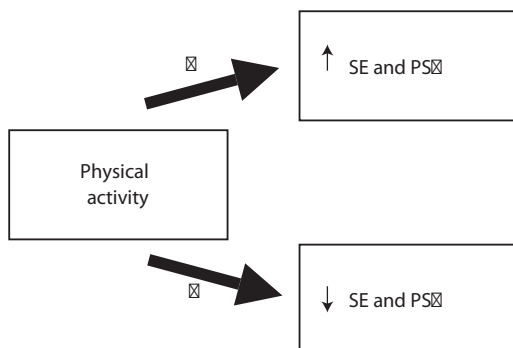 ↑ SE and PS
Physical
activity
↓ SE and PS